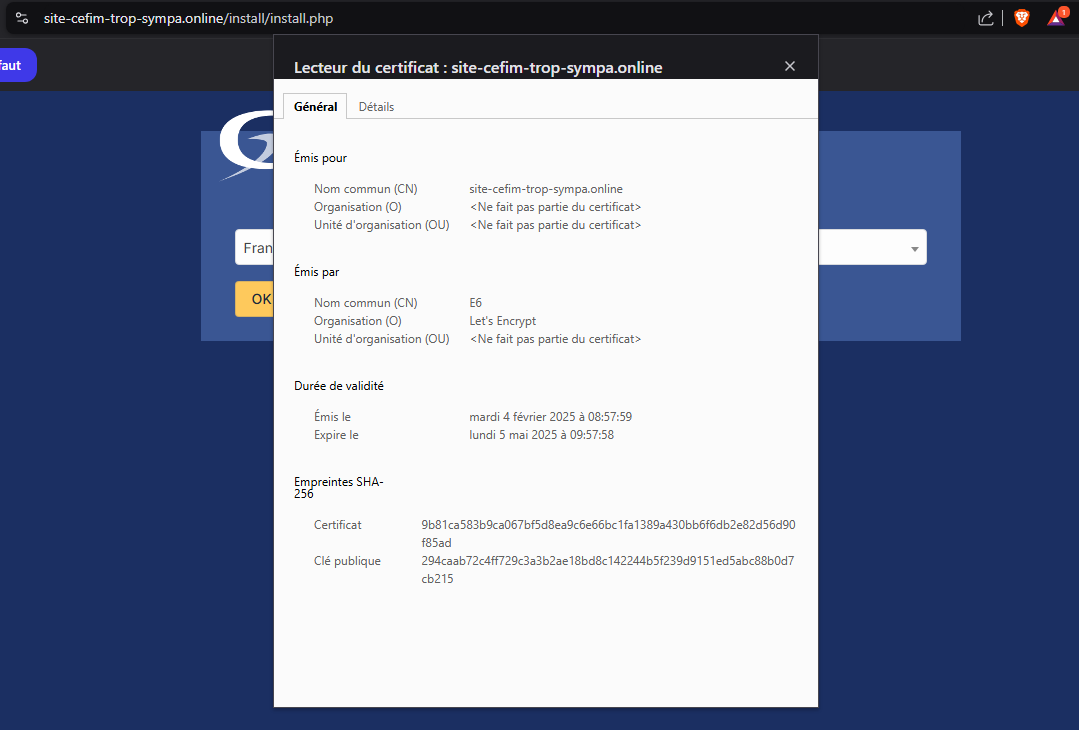 site-cefim-trop-sympa.online/install/install.php
1
faut
Lecteur du certificat : site-cefim-trop-sympa.online
Général
Détails
Émis pour
Nom commun (CN) site-cefim-trop-sympa.online
Organisation (O) <Ne fait pas partie du certificat>
Unité d'organisation (OU) <Ne fait pas partie du certificat>
Fran
Émis par
OK
Nom commun (CN) E6
Organisation (O) Let's Encrypt
Unité d'organisation (OU) <Ne fait pas partie du certificat>
Durée de validité
Émis le mardi 4 février 2025 à 08:57:59
Expire le lundi 5 mai 2025 à 09:57:58
Empreintes SHA-
256
Certificat 9b81ca583b9ca067bf5d8ea9c6e66bc1fa1389a430bb6f6db2e82d56d90
f85ad
Clé publique 294caab72c4ff729c3a3b2ae18bd8c142244b5f239d9151ed5abc88b0d7
cb215